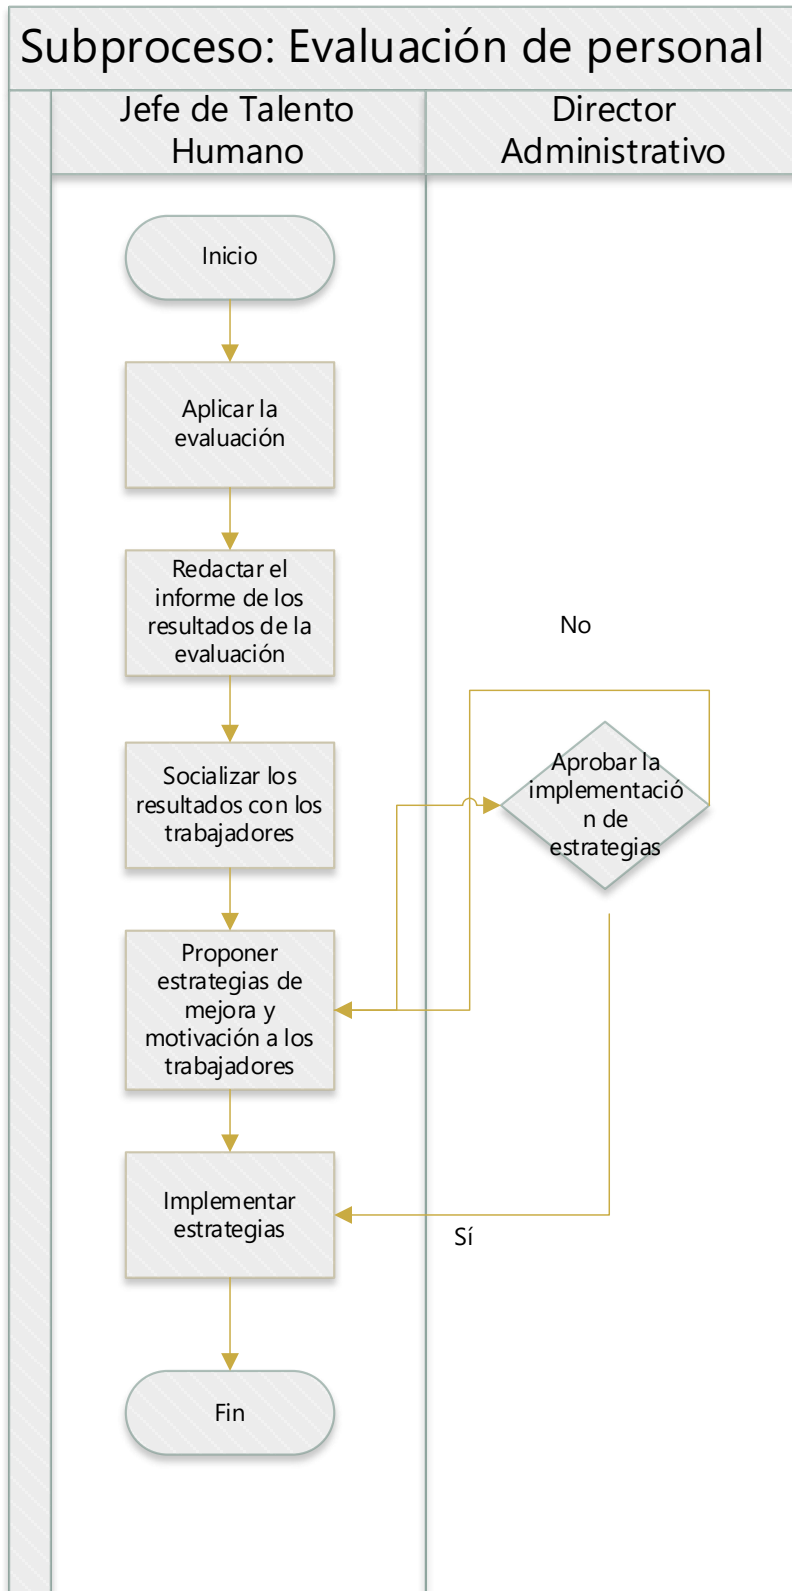 Subproceso: Evaluación de personal
Jefe de Talento
Humano
Director
Administrativo
Inicio
Aplicar la
evaluación
Redactar el
informe de los
resultados de la
evaluación
No
Socializar los
resultados con los
trabajadores
Aprobar la
implementació
n de
estrategias
Proponer
estrategias de
mejora y
motivación a los
trabajadores
Implementar
estrategias
Sí
Fin